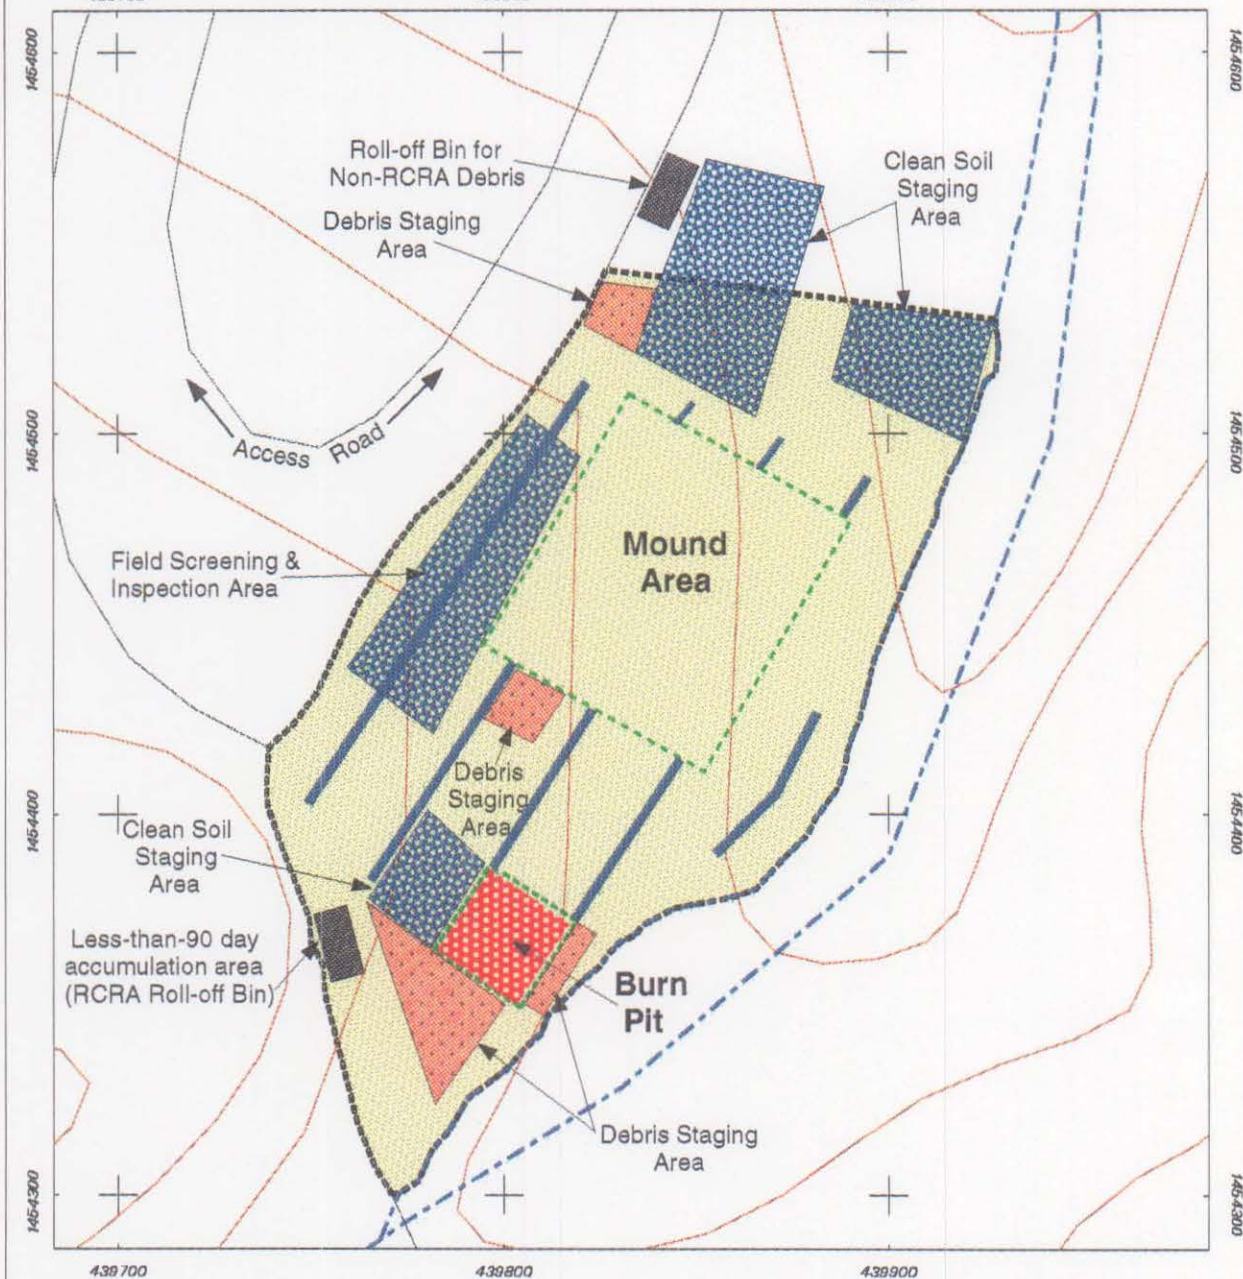 1454600
1454600
Roll-off Bin for
Non-RCRA Debris
Clean Soil
Staging
Area
Debris Staging
Area
1454500
1454500
Access Road
Mound
Area
Field Screening &
Inspection Area
Debris
Staging
Area
1454400
1454400
Clean Soil
Staging
Area
Less-than-90 day
accumulation area
(RCRA Roll-off Bin)
Burn
Pit
Debris Staging
Area
1454300
1454300
439700
439800
439900